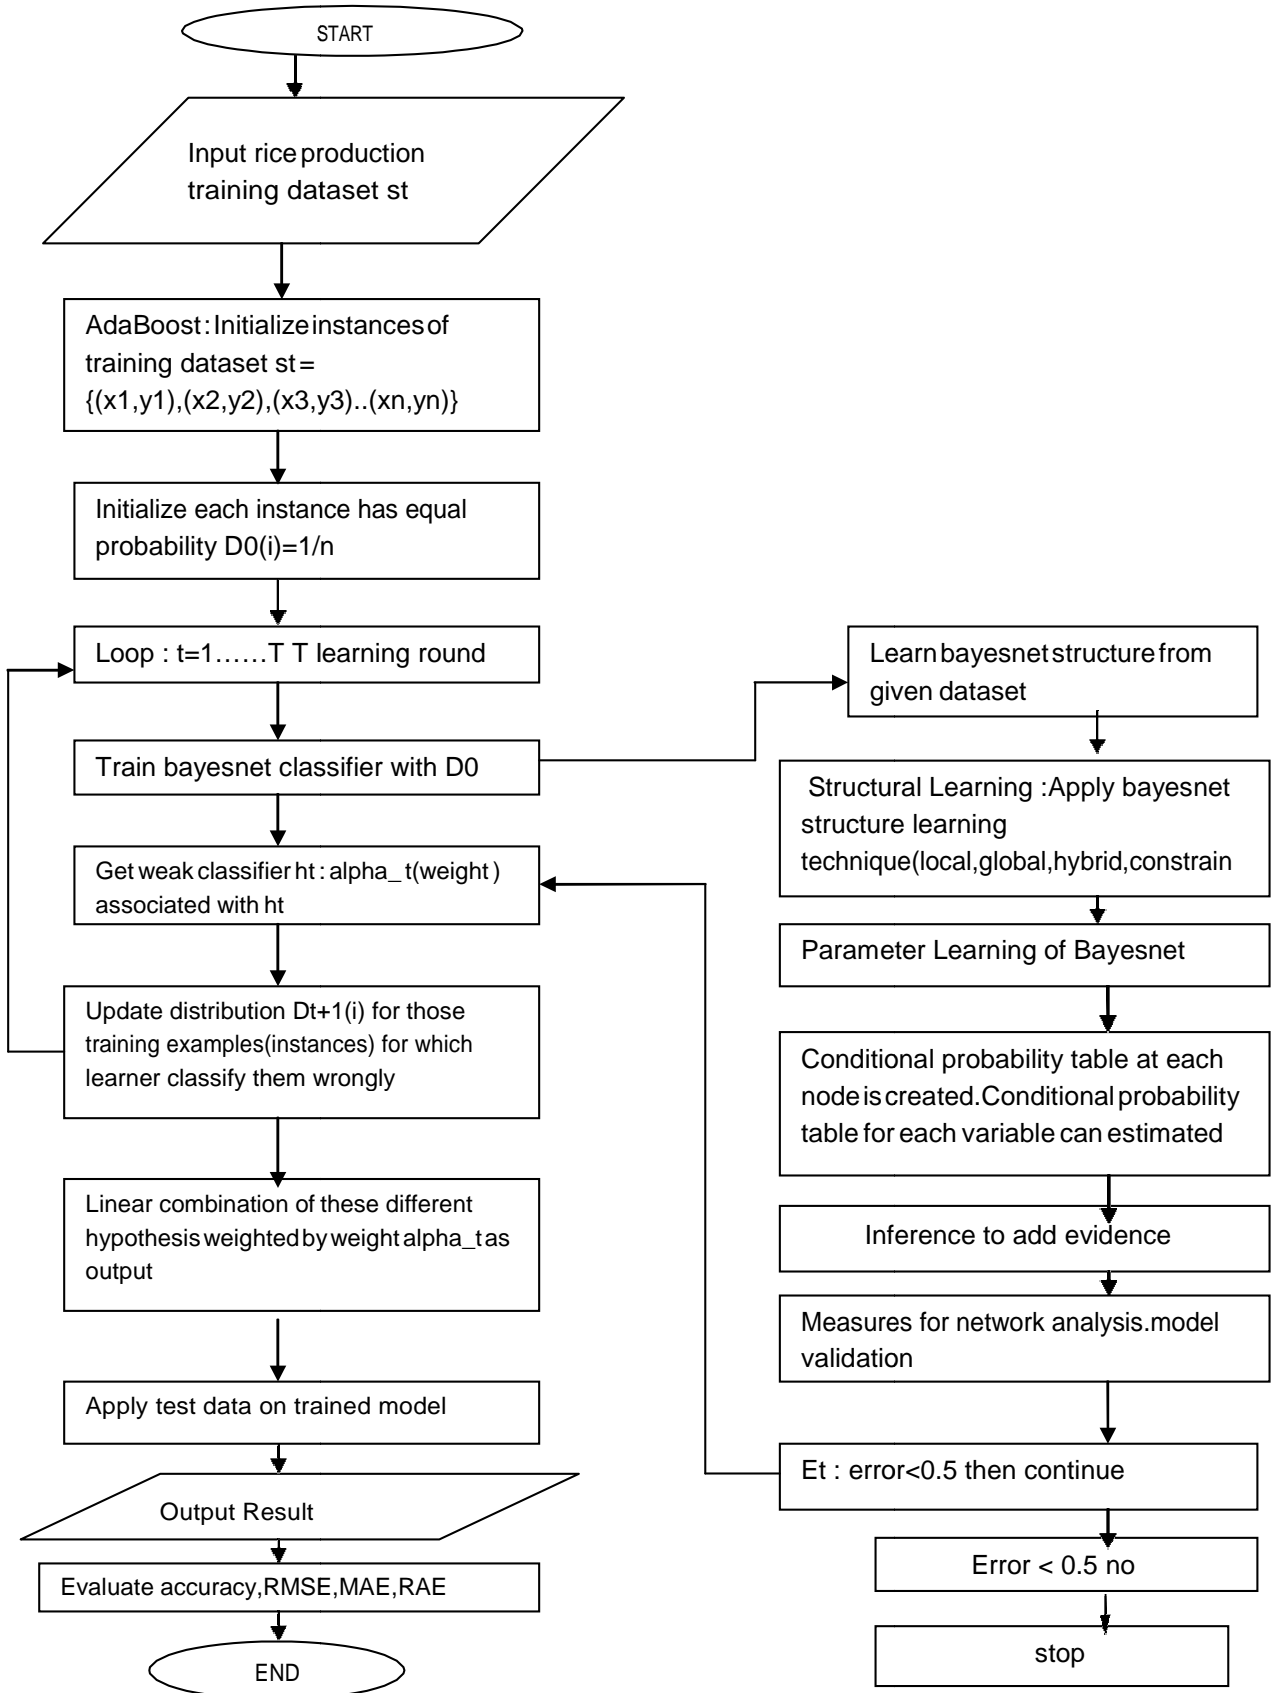 START
Input rice production
training dataset st
AdaBoost : Initialize instances of
training dataset st =
{(x1,y1),(x2,y2),(x3,y3)..(xn,yn)}
Initialize each instance has equal
probability D0(i)=1/n
Loop : t=1......T T learning round
Train bayesnet classifier with D0
Get weak classifier ht : alpha_ t(weight )
associated with ht
Update distribution Dt+1(i) for those
training examples(instances) for which
learner classify them wrongly
Linear combination of these different
hypothesis weighted by weight alpha_t as
output
Apply test data on trained model
Output Result
Evaluate accuracy,RMSE,MAE,RAE
END
Learn bayesnet structure from
given dataset
Structural Learning :Apply bayesnet
structure learning
technique(local,global,hybrid,constrain
Parameter Learning of Bayesnet
Conditional probability table at each
node is created.Conditional probability
table for each variable can estimated
Inference to add evidence
Measures for network analysis.model
validation
Et : error<0.5 then continue
Error < 0.5 no
stop